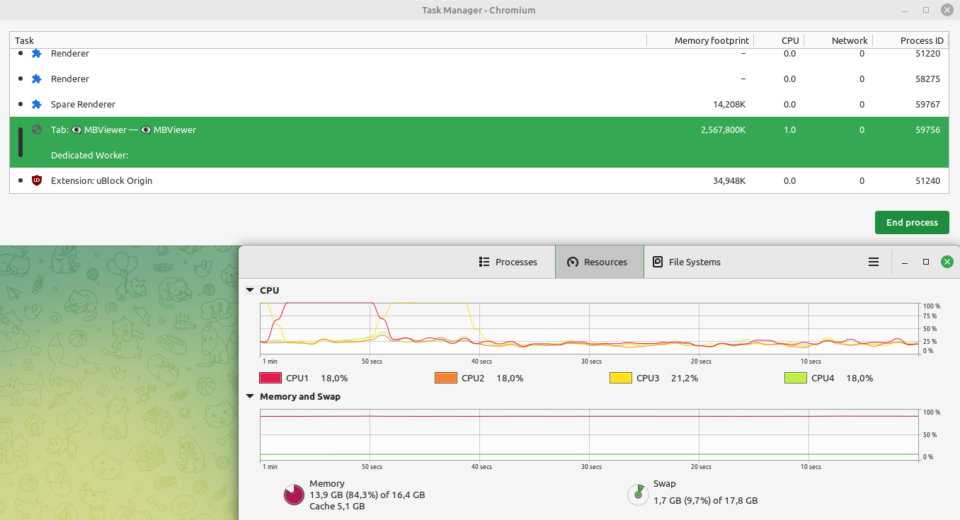 Task Manager - Chromium
Task Memory footprint CPU Network Process ID
Renderer – 0.0 0 51220
Renderer – 0.0 0 58275
Spare Renderer 14,208K 0.0 0 59767
Tab: MBViewer — MBViewer 2,567,800K 1.0 0 59756
Dedicated Worker:
Extension: uBlock Origin 34,948K 0.0 0 51240
End process
Processes Resources File Systems
CPU
100 %
75 %
50 %
25 %
0 %
1 min 50 secs 40 secs 30 secs 20 secs 10 secs
CPU1 18,0% CPU2 18,0% CPU3 21,2% CPU4 18,0%
Memory and Swap
100 %
50 %
0 %
1 min 50 secs 40 secs 30 secs 20 secs 10 secs
Memory
13,9 GB (84,3%) of 16,4 GB
Cache 5,1 GB
Swap
1,7 GB (9,7%) of 17,8 GB